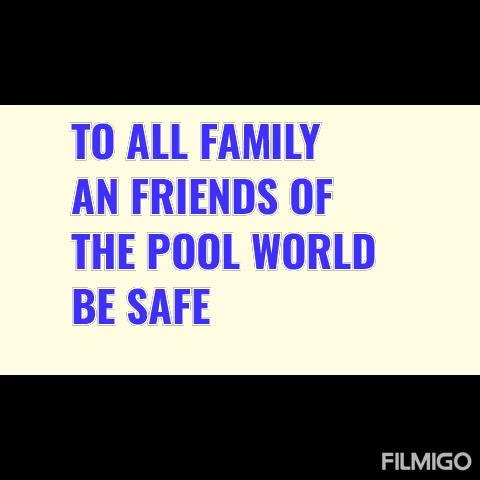 TO ALL FAMILY
AN FRIENDS OF
THE POOL WORLD
BE SAFE
FILMIGO